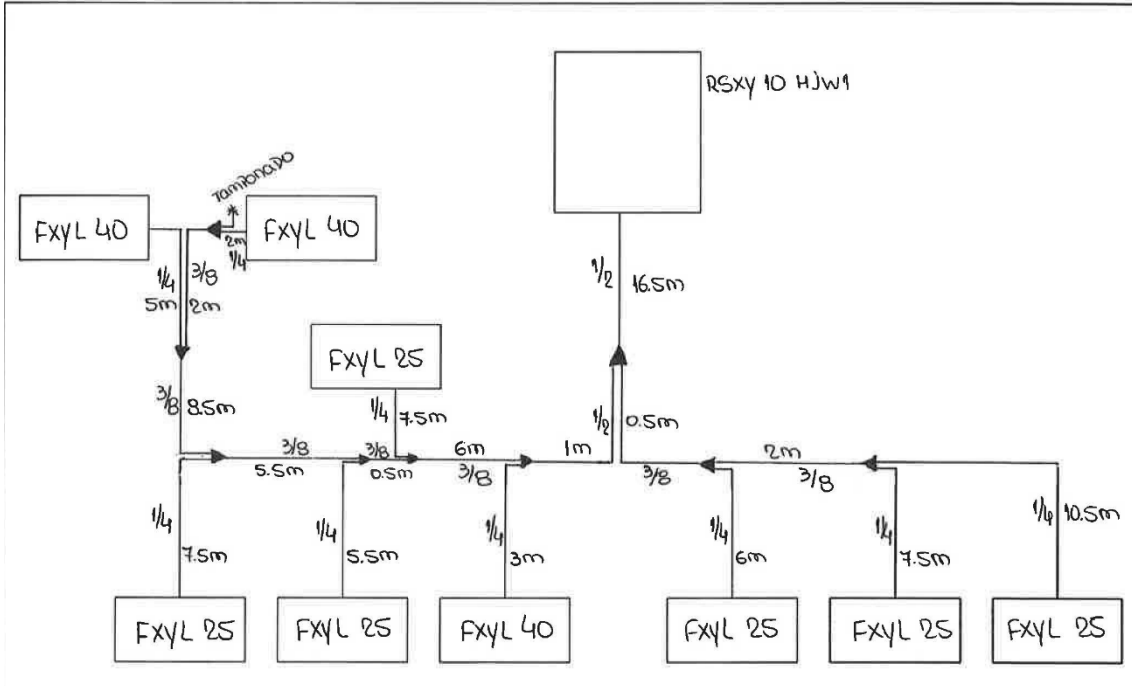 RSXY 10 HJW1
TAMPONADO
*
FXYL 40
FXYL 40
2m
1/4
1/4
3/8
5m
2m
1/2
16.5m
FXYL 25
3/8
8.5m
1/4
7.5m
1/2
0.5m
3/8
5.5m
3/8
0.5m
6m
3/8
1m
3/8
2m
3/8
1/4
7.5m
1/4
5.5m
1/4
3m
1/4
6m
1/4
7.5m
1/4
10.5m
FXYL 25
FXYL 25
FXYL 40
FXYL 25
FXYL 25
FXYL 25